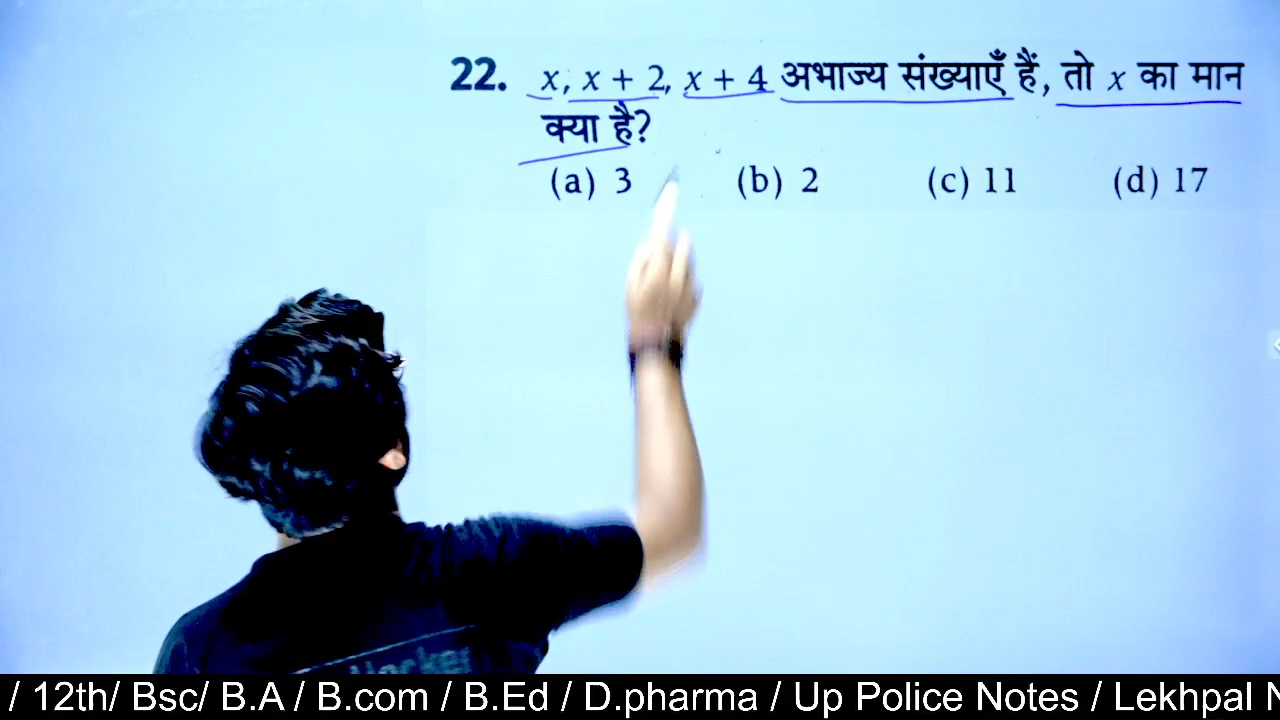 22. x, x + 2, x + 4 अभाज्य संख्याएँ हैं, तो x का मान
क्या है?
(a) 3 (b) 2 (c) 11 (d) 17
/ 12th/ Bsc/ B.A / B.com / B.Ed / D.pharma / Up Police Notes / Lekhpal